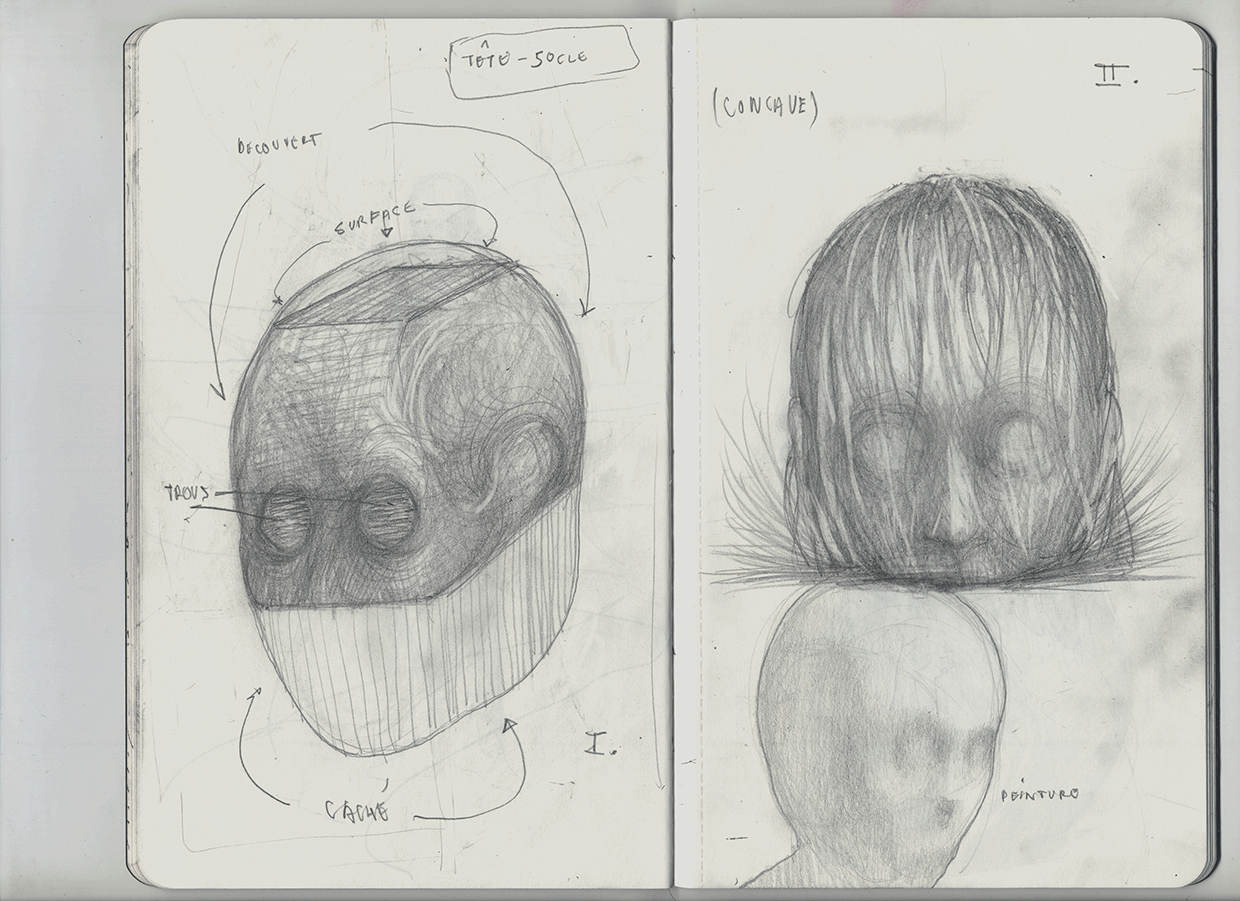 TÊTE - SOCLE
DECOUVERT
SURFACE
TROUS
I.
CACHÉ
II.
(CONCAVE)
PEINTURE